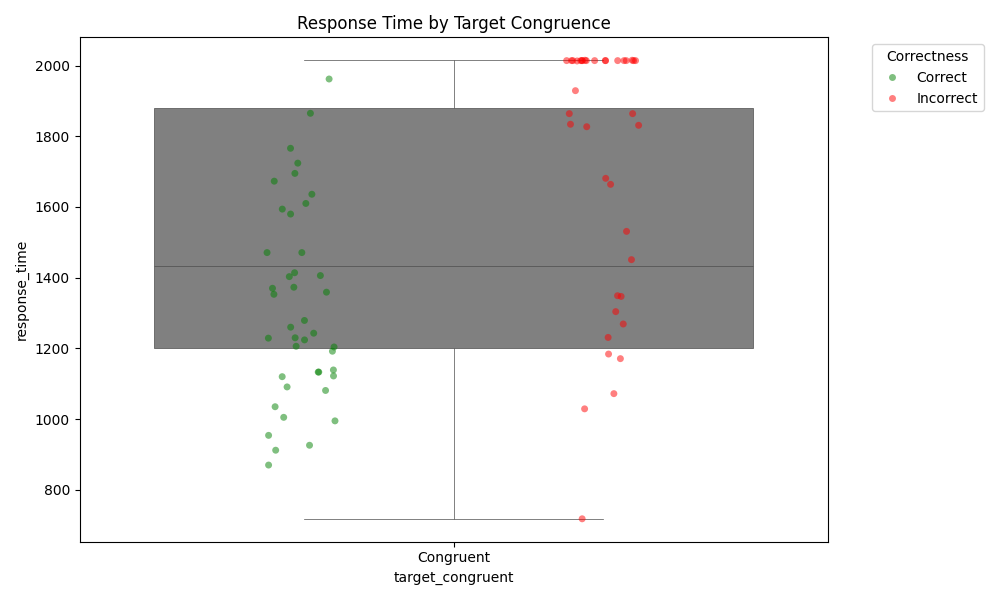 Response Time by Target Congruence
Correctness
Correct
Incorrect
response_time
2000
1800
1600
1400
1200
1000
800
Congruent
target_congruent